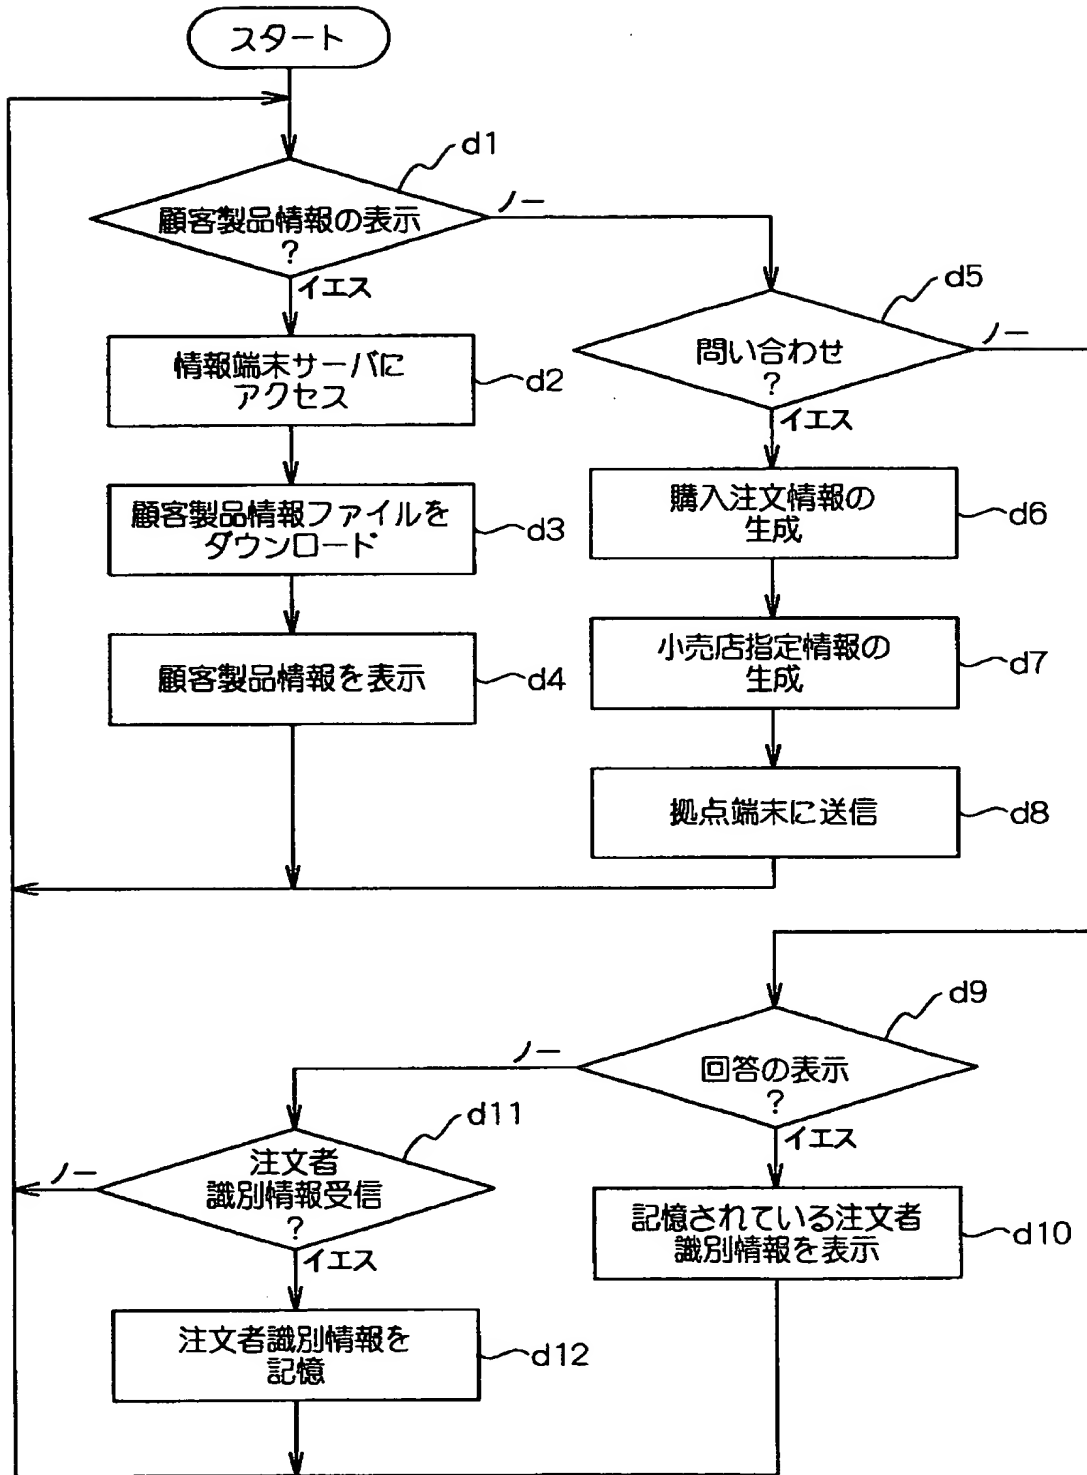 スタート
d1
顧客製品情報の表示
?
ノー
イエス
情報端末サーバに
アクセス
d2
顧客製品情報ファイルを
ダウンロード
d3
顧客製品情報を表示
d4
d5
問い合わせ
?
ノー
イエス
購入注文情報の
生成
d6
小売店指定情報の
生成
d7
拠点端末に送信
d8
d9
回答の表示
?
ノー
イエス
記憶されている注文者
識別情報を表示
d10
d11
注文者
識別情報受信
?
ノー
イエス
注文者識別情報を
記憶
d12